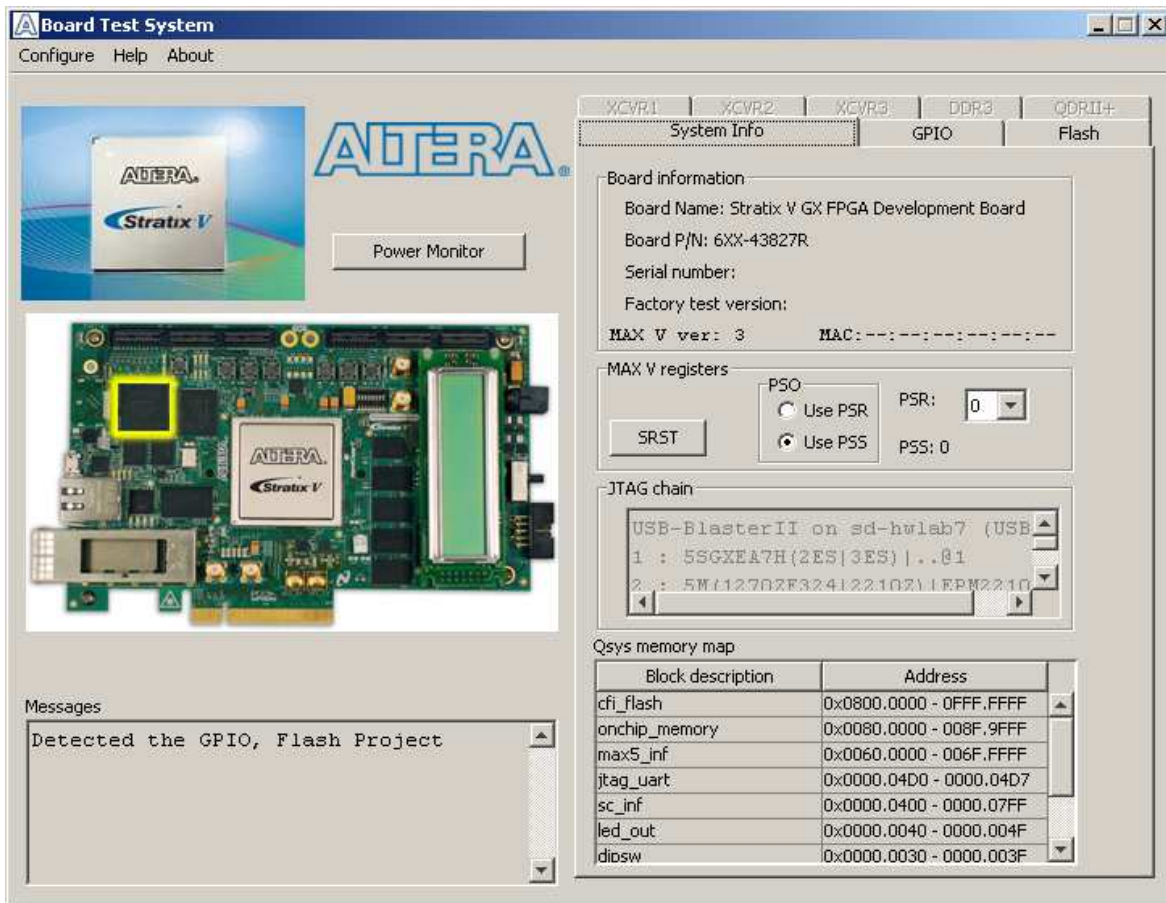 Board Test System
Configure Help About
ALTERA®
Stratix V
ALTERA®
Power Monitor
ALTERA
Stratix V
Messages
Detected the GPIO, Flash Project
XCVR1 XCVR2 XCVR3 DDR3 QDRII+
System Info GPIO Flash
Board information
Board Name: Stratix V GX FPGA Development Board
Board P/N: 6XX-43827R
Serial number:
Factory test version:
MAX V ver: 3 MAC:--:--:--:--:--:--
MAX V registers
PSO
SRST
Use PSR
Use PSS
PSR: 0
PSS: 0
JTAG chain
USB-BlasterII on sd-hwlab7 (USB
1 : 5SGXEA7H(2ES|3ES)|..@1
2 : 5M(1270ZF324|2210Z)|EPM2210
Qsys memory map
Block description Address
cfi_flash 0x0800.0000 - 0FFF.FFFF
onchip_memory 0x0080.0000 - 008F.9FFF
max5_inf 0x0060.0000 - 006F.FFFF
jtag_uart 0x0000.04D0 - 0000.04D7
sc_inf 0x0000.0400 - 0000.07FF
led_out 0x0000.0040 - 0000.004F
dipsw 0x0000.0030 - 0000.003F